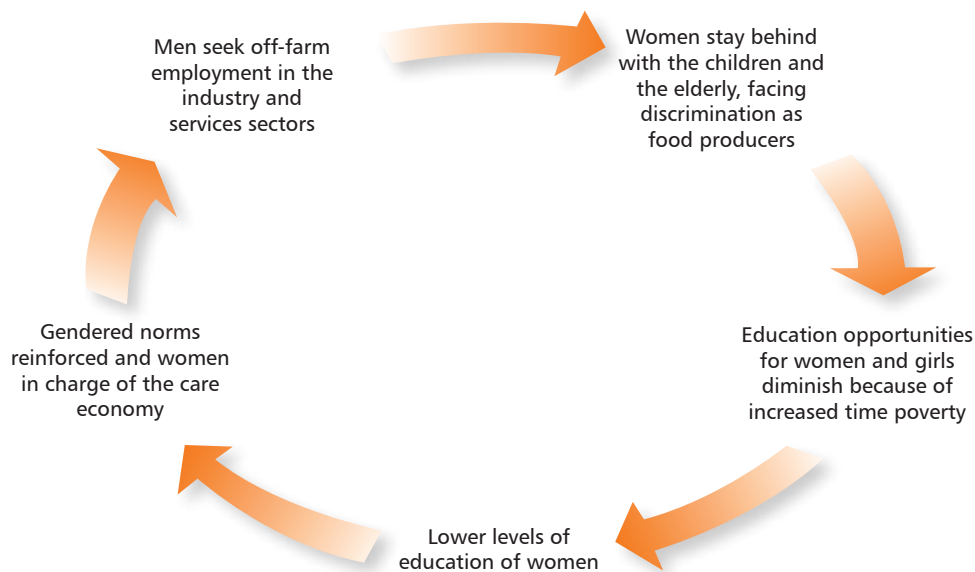 Men seek off-farm
employment in the
industry and
services sectors
Women stay behind
with the children and
the elderly, facing
discrimination as
food producers
Education opportunities
for women and girls
diminish because of
increased time poverty
Lower levels of
education of women
Gendered norms
reinforced and women
in charge of the care
economy